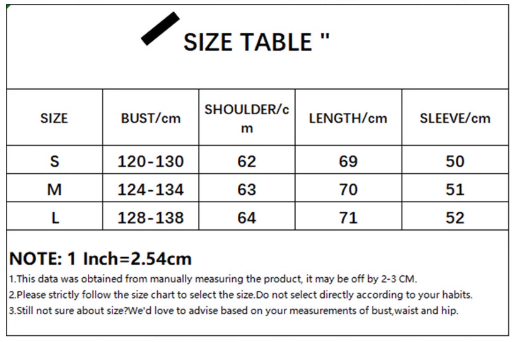 SIZE TABLE "
SIZE BUST/cm SHOULDER/c
m LENGTH/cm SLEEVE/cm
S 120-130 62 69 50
M 124-134 63 70 51
L 128-138 64 71 52
NOTE: 1 Inch=2.54cm
1.This data was obtained from manually measuring the product, it may be off by 2-3 CM.
2.Please strictly follow the size chart to select the size.Do not select directly according to your habits.
3.Still not sure about size?We'd love to advise based on your measurements of bust,waist and hip.